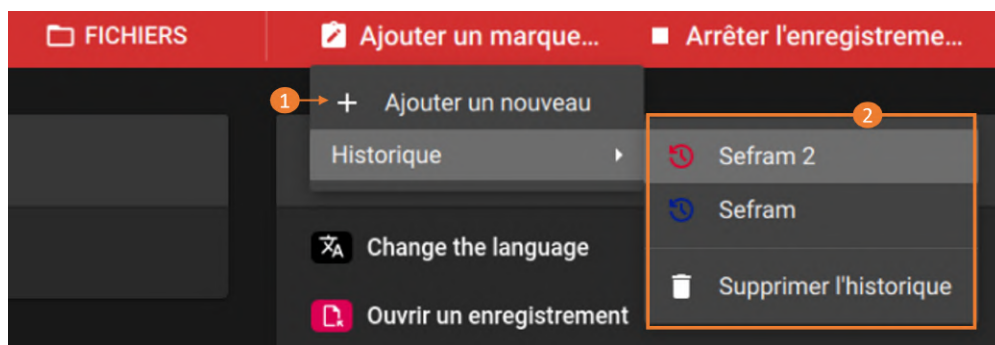 FICHIERS
Ajouter un marque...
Arrêter l'enregistreme...
1
Ajouter un nouveau
2
Historique
Sefram 2
Sefram
Change the language
Supprimer l'historique
Ouvrir un enregistrement